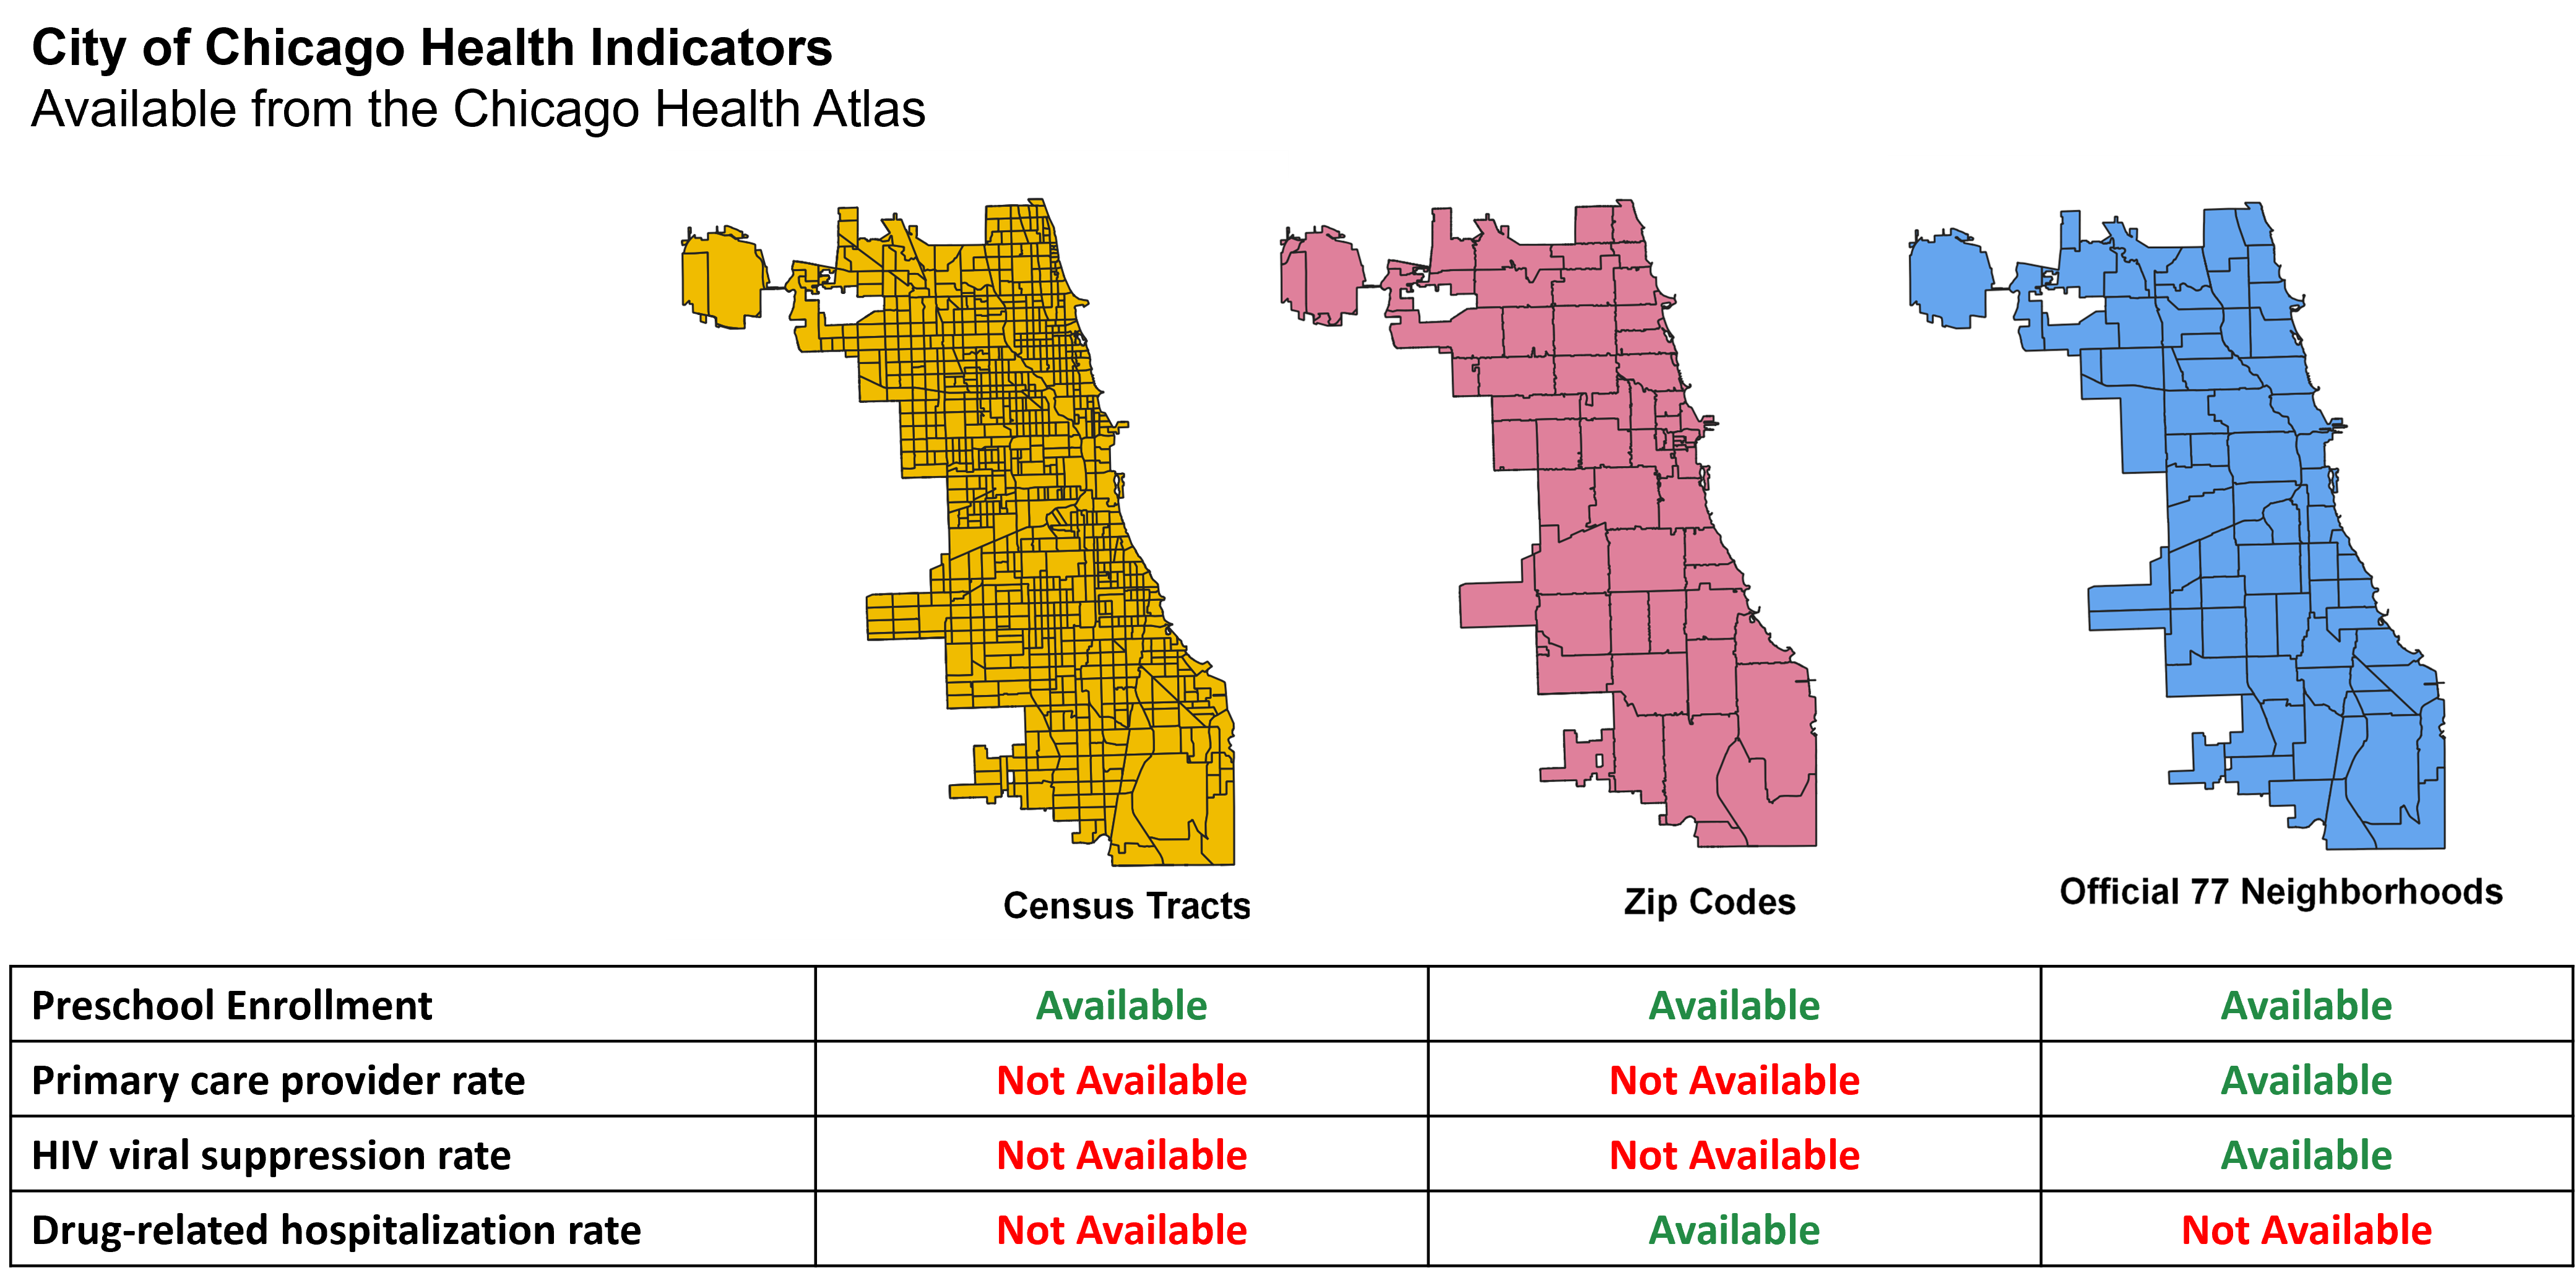 City of Chicago Health Indicators
Available from the Chicago Health Atlas
Census Tracts
Zip Codes
Official 77 Neighborhoods
Preschool Enrollment Available Available Available
Primary care provider rate Not Available Not Available Available
HIV viral suppression rate Not Available Not Available Available
Drug-related hospitalization rate Not Available Available Not Available